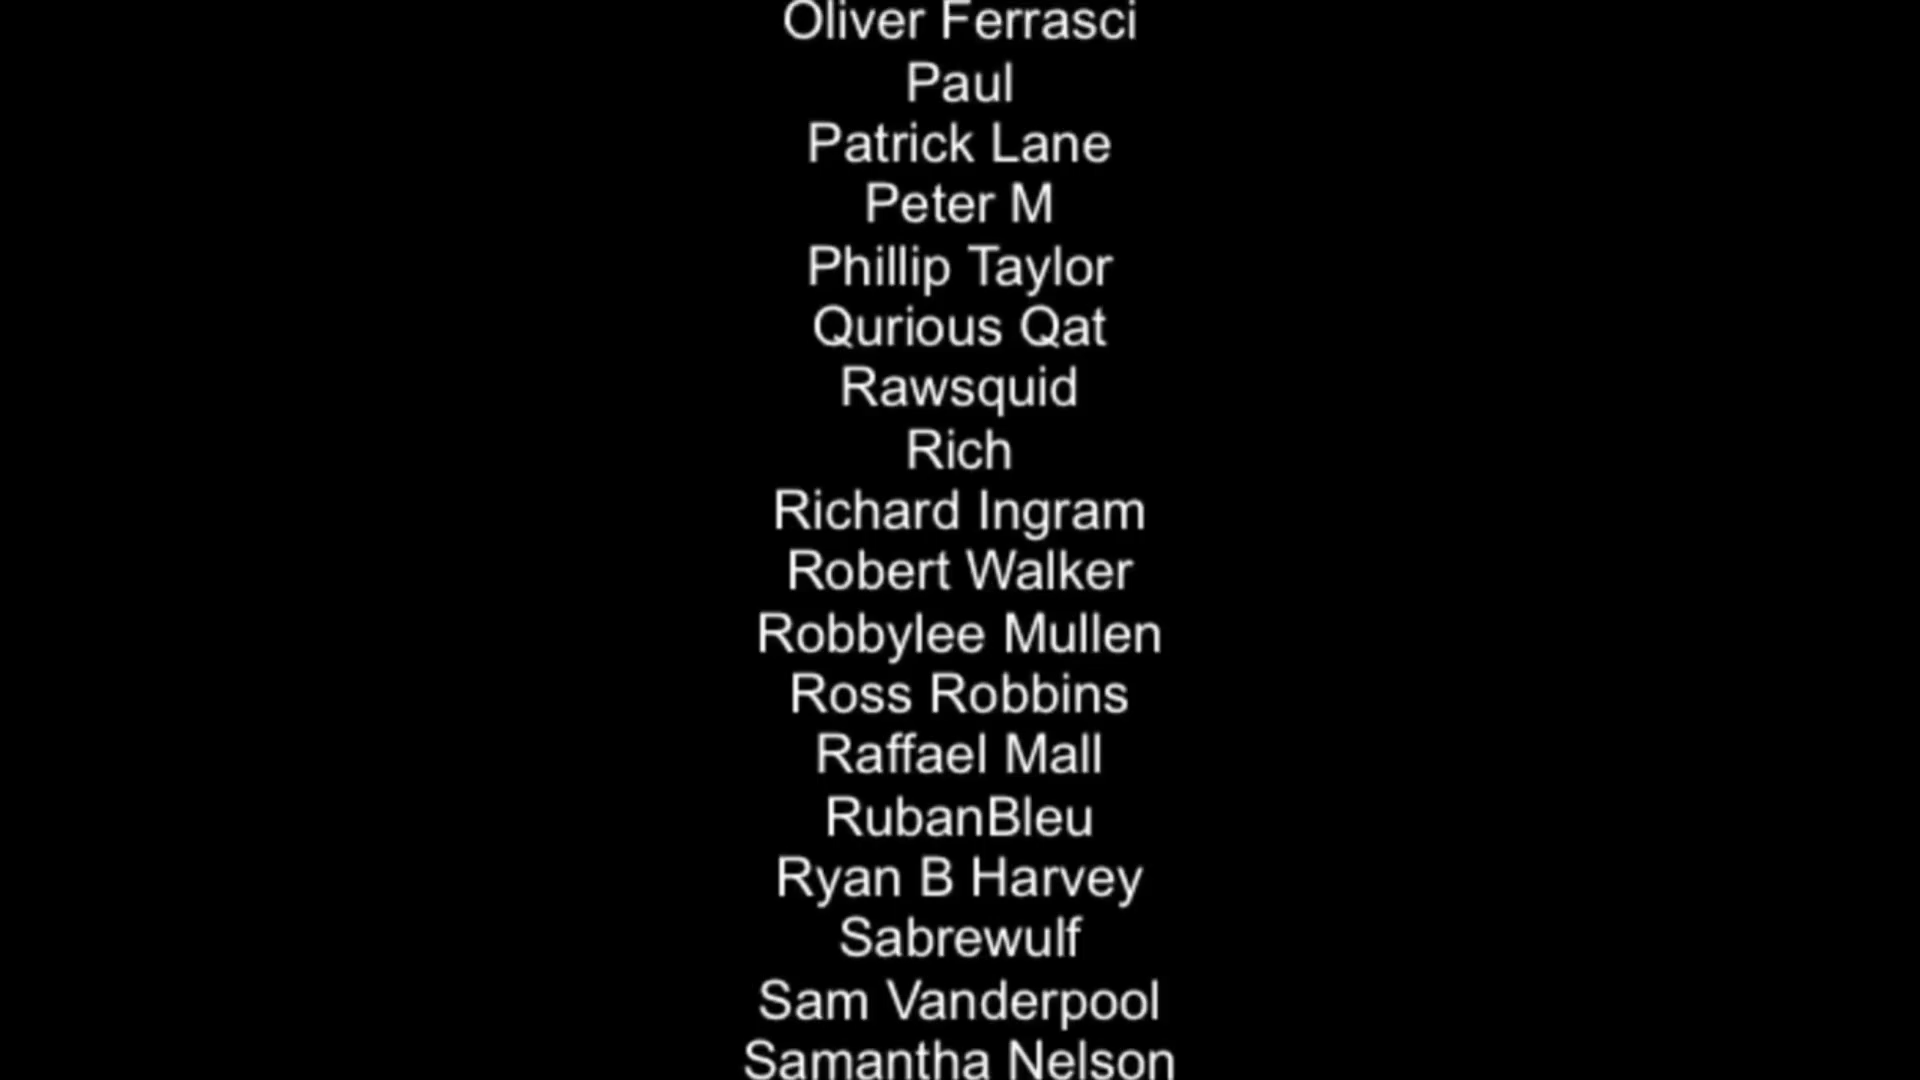 Oliver Ferrasci
Paul
Patrick Lane
Peter M
Phillip Taylor
Qurious Qat
Rawsquid
Rich
Richard Ingram
Robert Walker
Robbylee Mullen
Ross Robbins
Raffael Mall
RubanBleu
Ryan B Harvey
Sabrewulf
Sam Vanderpool
Samantha Nelson